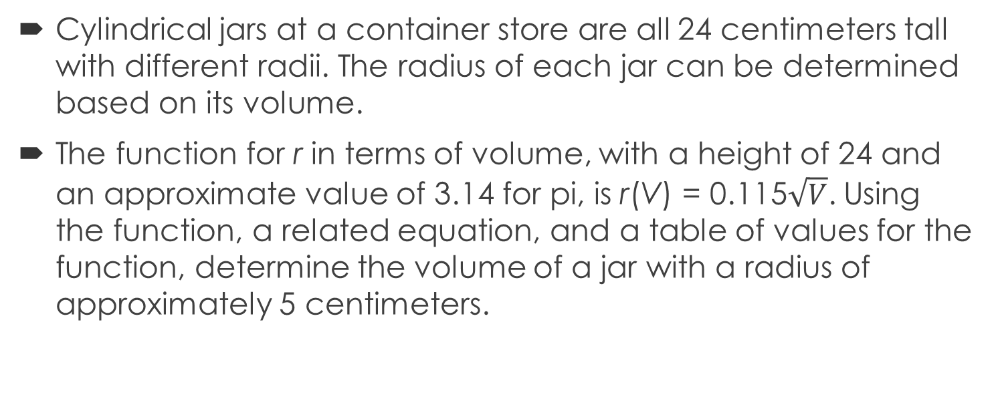 Cylindrical jars at a container store are all 24 centimeters tall
with different radii. The radius of each jar can be determined
based on its volume.
The function for r in terms of volume, with a height of 24 and
an approximate value of 3.14 for pi, is r(V) = 0.115√V. Using
the function, a related equation, and a table of values for the
function, determine the volume of a jar with a radius of
approximately 5 centimeters.